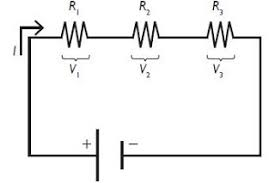 R₁ R₂ R₃
I
V₁ V₂ V₃
+ −